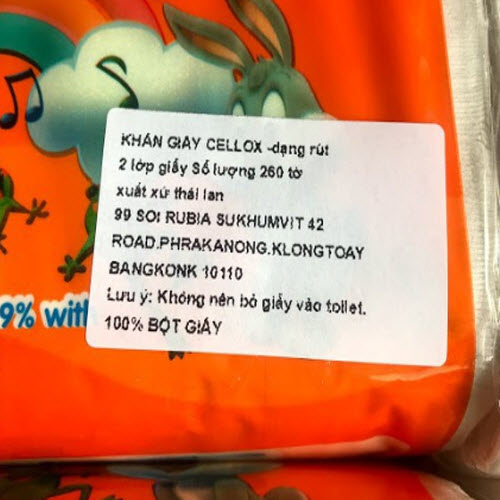 KHĂN GIAY CELLOX -dạng rút
2 lớp giấy Số lượng 260 tờ
xuất xứ thái lan
99 SOI RUBIA SUKHUMVIT 42
ROAD.PHRAKANONG.KLONGTOAY
BANGKONK 10110
Lưu ý: Không nên bỏ giấy vào toilet.
9% with
100% BỘT GIẤY